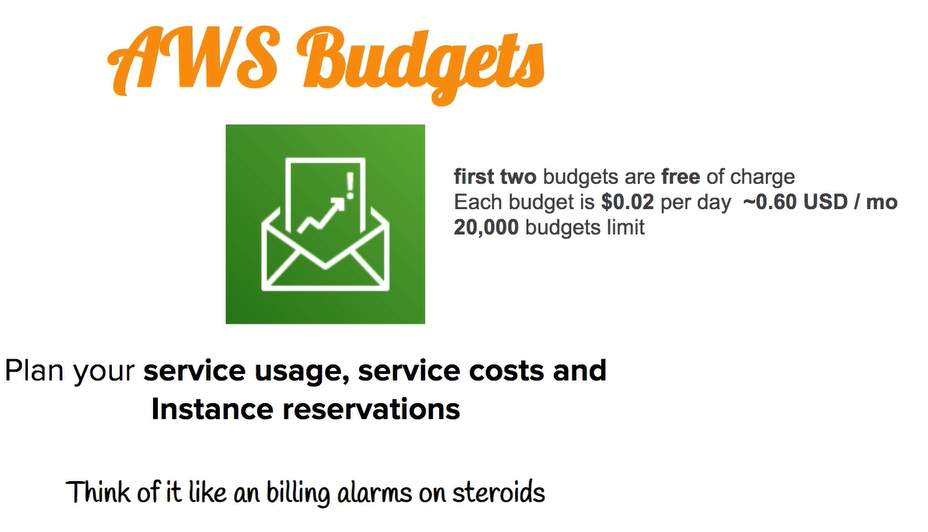 AWS Budgets
first two budgets are free of charge
Each budget is $0.02 per day ~0.60 USD / mo
20,000 budgets limit
Plan your service usage, service costs and
Instance reservations
Think of it like an billing alarms on steroids